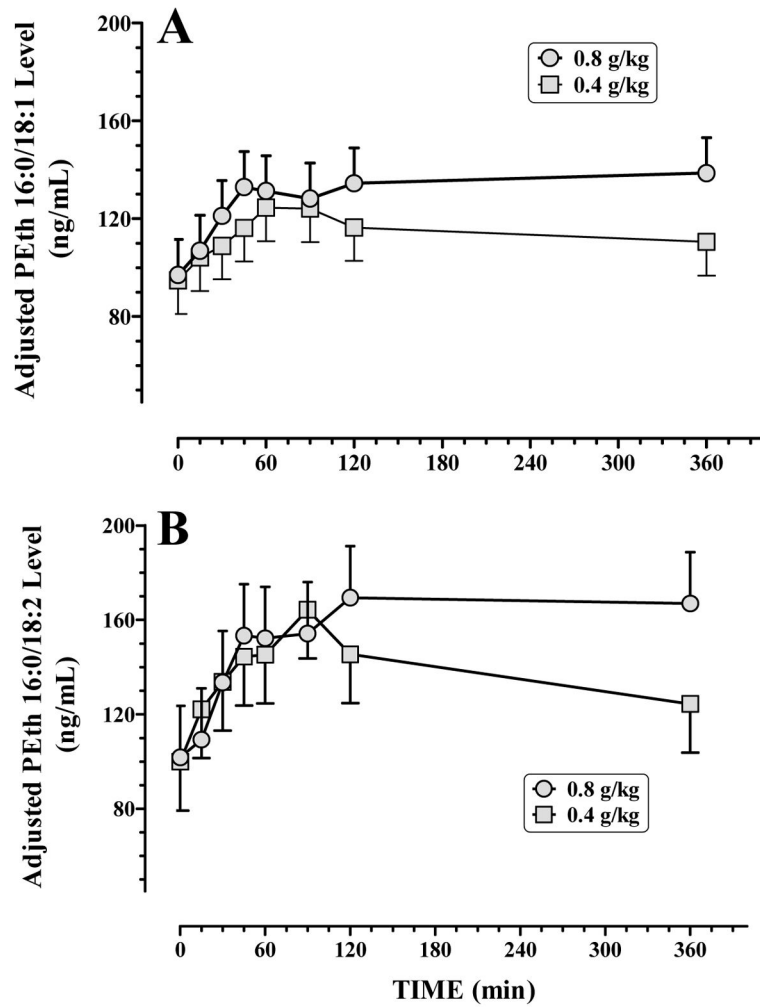 A
200
160
120
80
Adjusted PEth 16:0/18:1 Level
(ng/mL)
0.8 g/kg
0.4 g/kg
0 60 120 180 240 300 360
B
200
160
120
80
Adjusted PEth 16:0/18:2 Level
(ng/mL)
0.8 g/kg
0.4 g/kg
0 60 120 180 240 300 360
TIME (min)